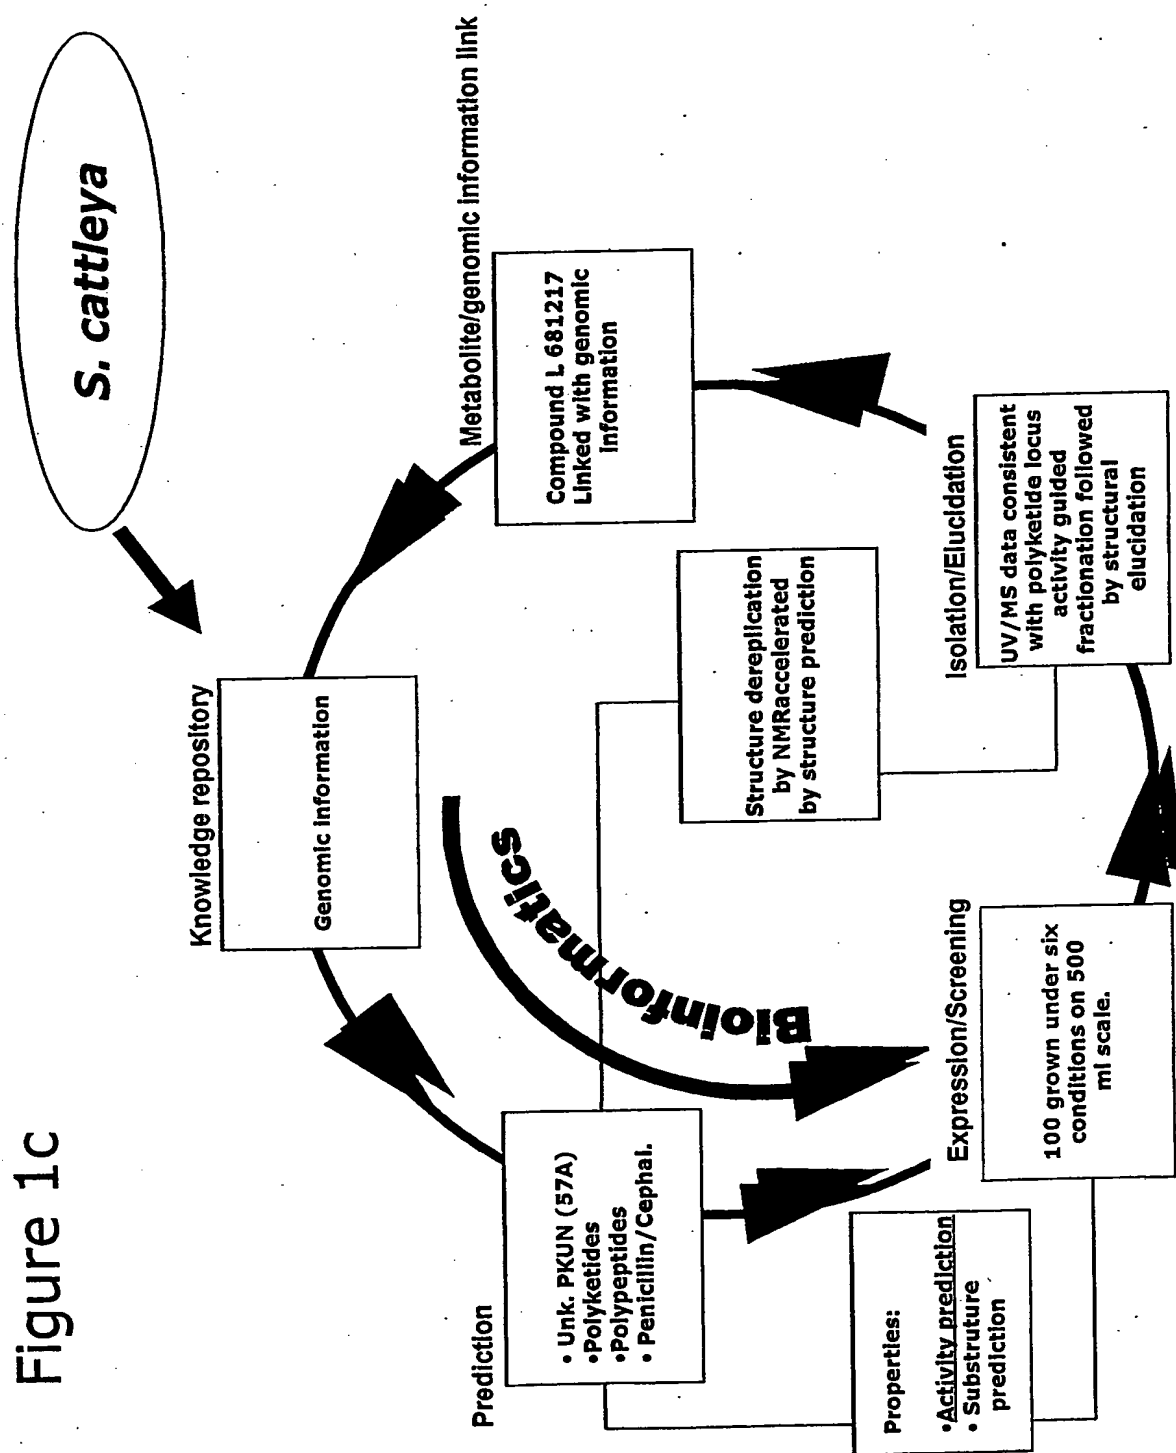 Figure 1c
S. cattleya
Knowledge repository
Genomic information
Metabolite/genomic information link
Compound L 681217
Linked with genomic
information
Prediction
• Unk. PKUN (57A)
•Polyketides
•Polypeptides
• Penicillin/Cephal.
Bioinformatics
Structure dereplication
by NMRaccelerated
by structure prediction
Properties:
•Activity prediction
• Substruture
prediction
Expression/Screening
100 grown under six
conditions on 500
ml scale.
Isolation/Elucidation
UV/MS data consistent
with polyketide locus
activity guided
fractionation followed
by structural
elucidation